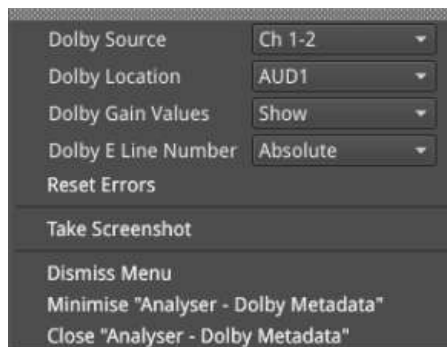 Dolby Source Ch 1-2
Dolby Location AUD1
Dolby Gain Values Show
Dolby E Line Number Absolute
Reset Errors
Take Screenshot
Dismiss Menu
Minimise "Analyser - Dolby Metadata"
Close "Analyser - Dolby Metadata"